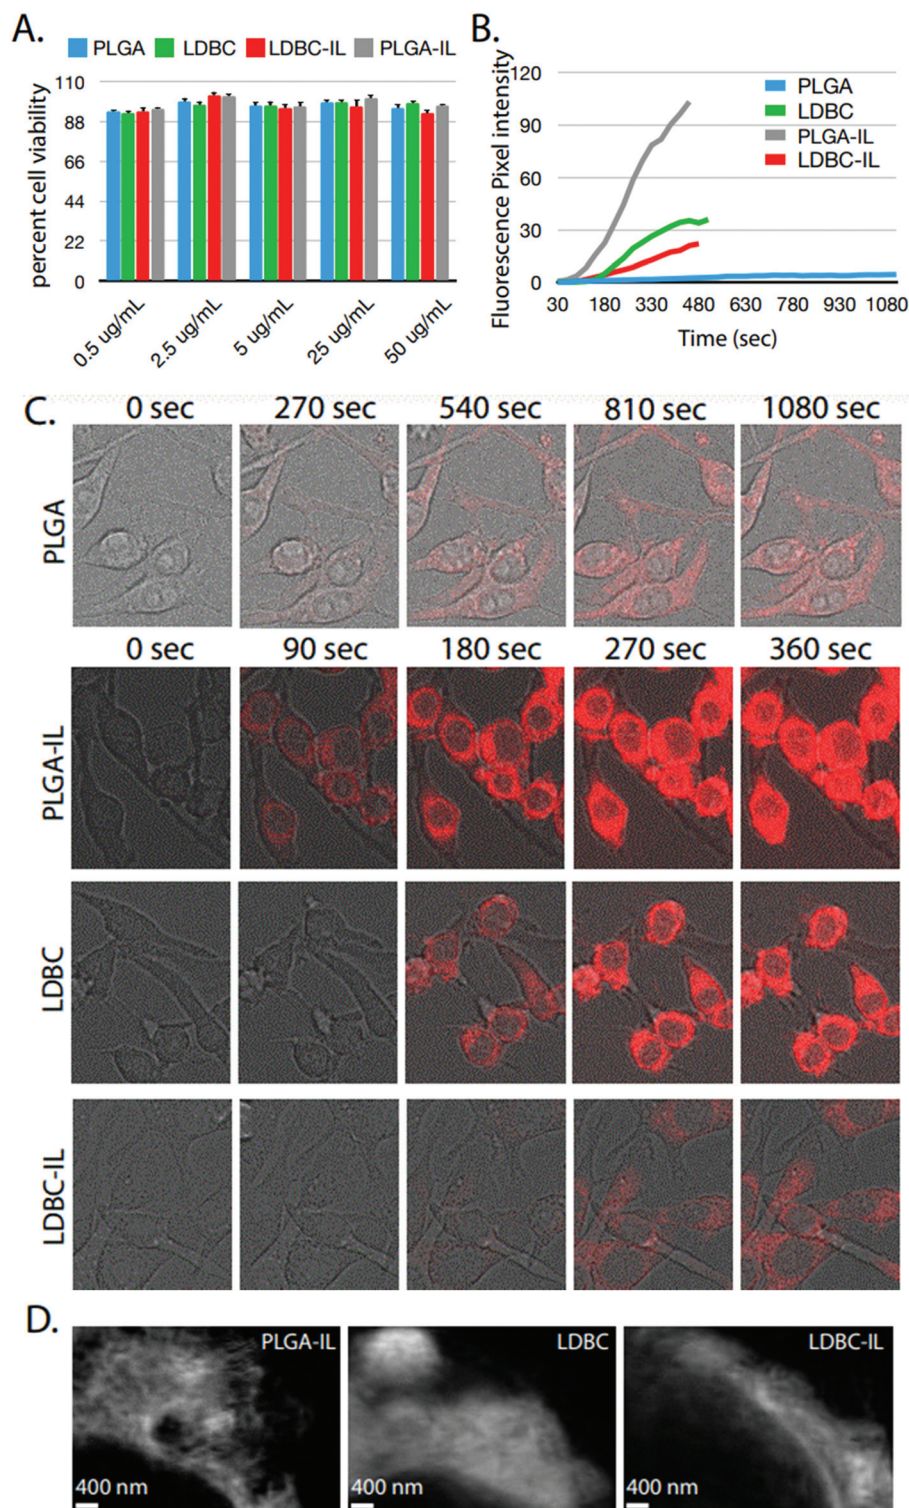 A.
PLGA LDBC LDBC-IL PLGA-IL
percent cell viability
110
88
66
44
22
0
0.5 ug/mL
2.5 ug/mL
5 ug/mL
25 ug/mL
50 ug/mL
B.
Fluorescence Pixel intensity
120
90
60
30
0
PLGA
LDBC
PLGA-IL
LDBC-IL
30 180 330 480 630 780 930 1080
Time (sec)
C.
0 sec 270 sec 540 sec 810 sec 1080 sec
PLGA
0 sec 90 sec 180 sec 270 sec 360 sec
PLGA-IL
LDBC
LDBC-IL
D.
PLGA-IL LDBC LDBC-IL
400 nm 400 nm 400 nm